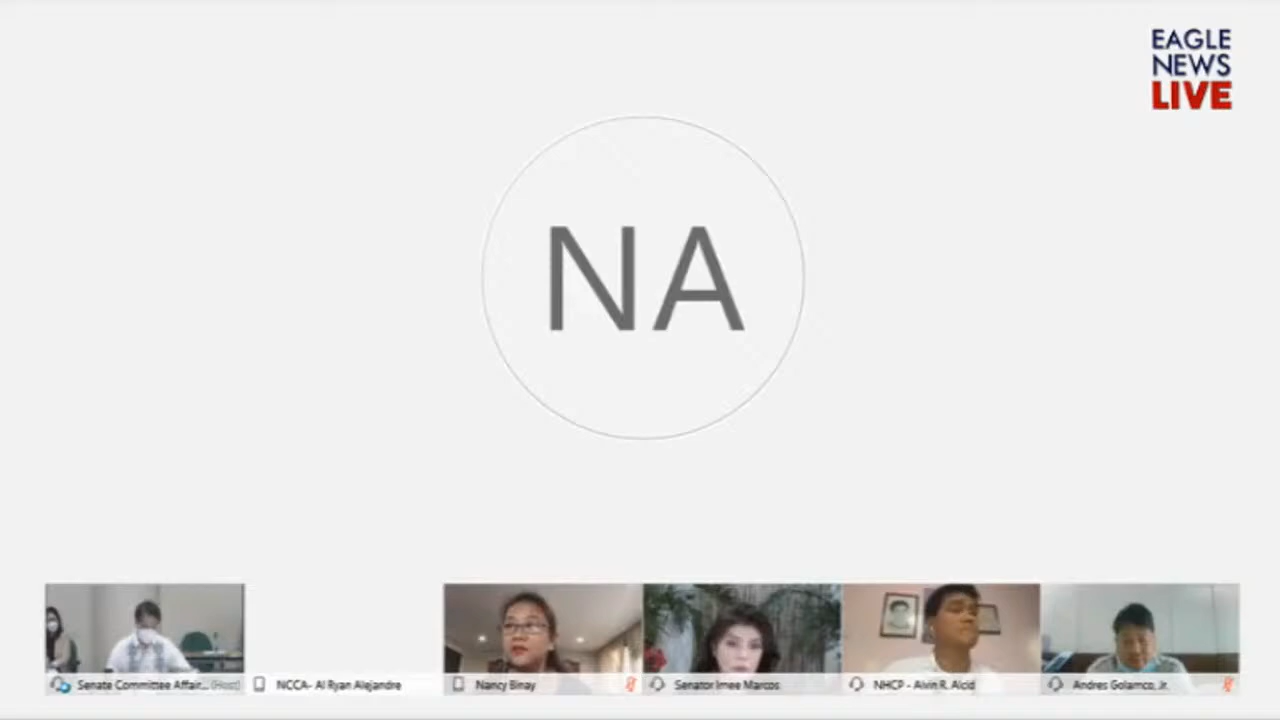 EAGLE
NEWS
LIVE
NA
Senate Committee Affair... (Host)
NCCA- Al Ryan Alejandre
Nancy Binay
Senator Imee Marcos
NHCP - Alvin R. Alcid
Andres Golamco, Jr.